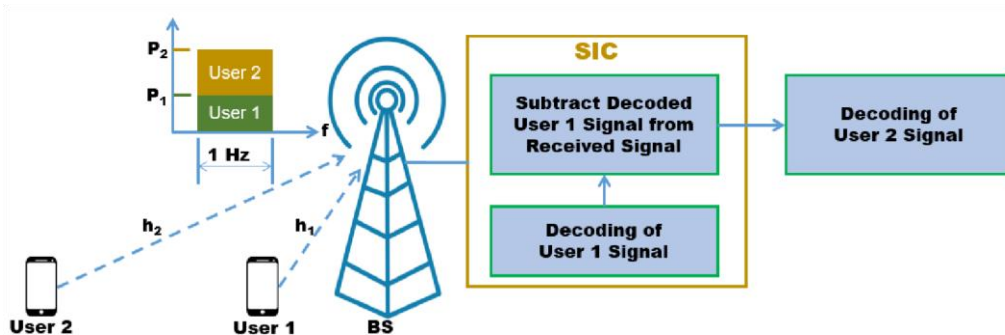 SIC
P₂
User 2
P₁
User 1
f
1 Hz
Subtract Decoded
User 1 Signal from
Received Signal
Decoding of
User 2 Signal
h₂
h₁
Decoding of
User 1 Signal
User 2
User 1
BS